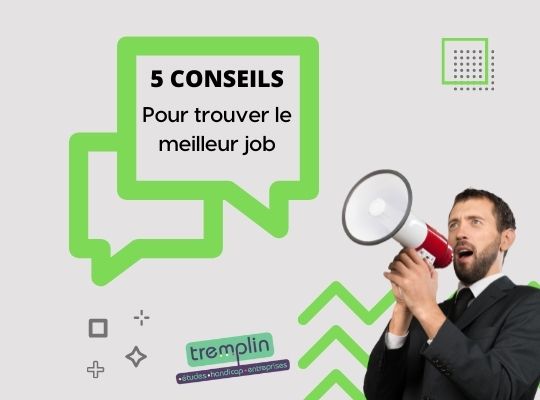 5 CONSEILS
Pour trouver le
meilleur job
tremplin
•études•handicap•entreprises